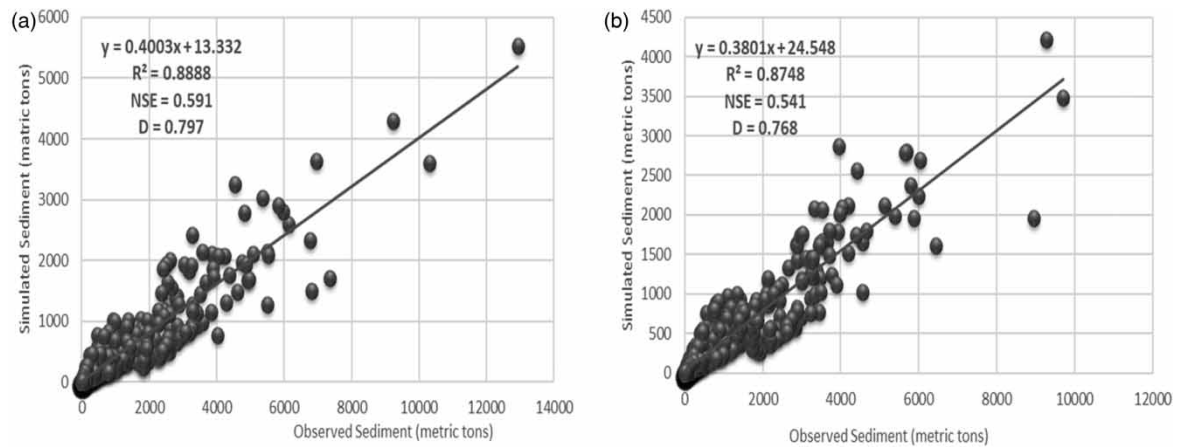 (a)
6000
5000
4000
3000
2000
1000
0
Simulated Sediment (matric tons)
y = 0.4003x+13.332
R² = 0.8888
NSE = 0.591
D = 0.797
0 2000 4000 6000 8000 10000 12000 14000
Observed Sediment (metric tons)
(b)
4500
4000
3500
3000
2500
2000
1500
1000
500
0
Simulated Sediment (metric tons)
y = 0.3801x+24.548
R² = 0.8748
NSE = 0.541
D = 0.768
0 2000 4000 6000 8000 10000 12000
Observed Sediment (metric tons)